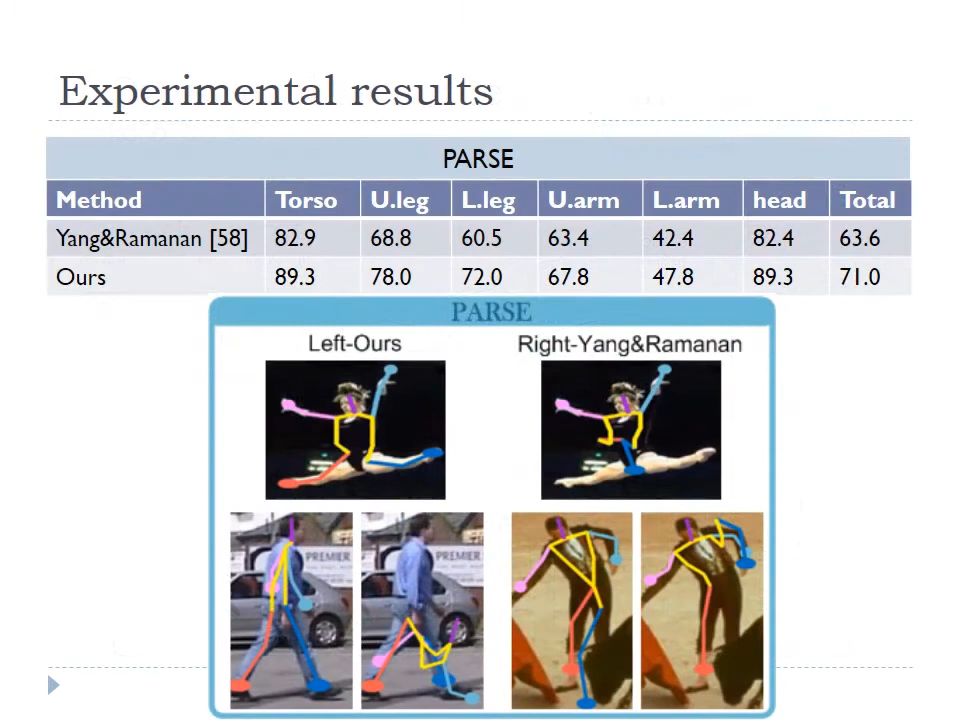 Experimental results
PARSE
Method Torso U.leg L.leg U.arm L.arm head Total
Yang&Ramanan [58] 82.9 68.8 60.5 63.4 42.4 82.4 63.6
Ours 89.3 78.0 72.0 67.8 47.8 89.3 71.0
PARSE
Left-Ours Right-Yang&Ramanan
PREMIER PREMIER